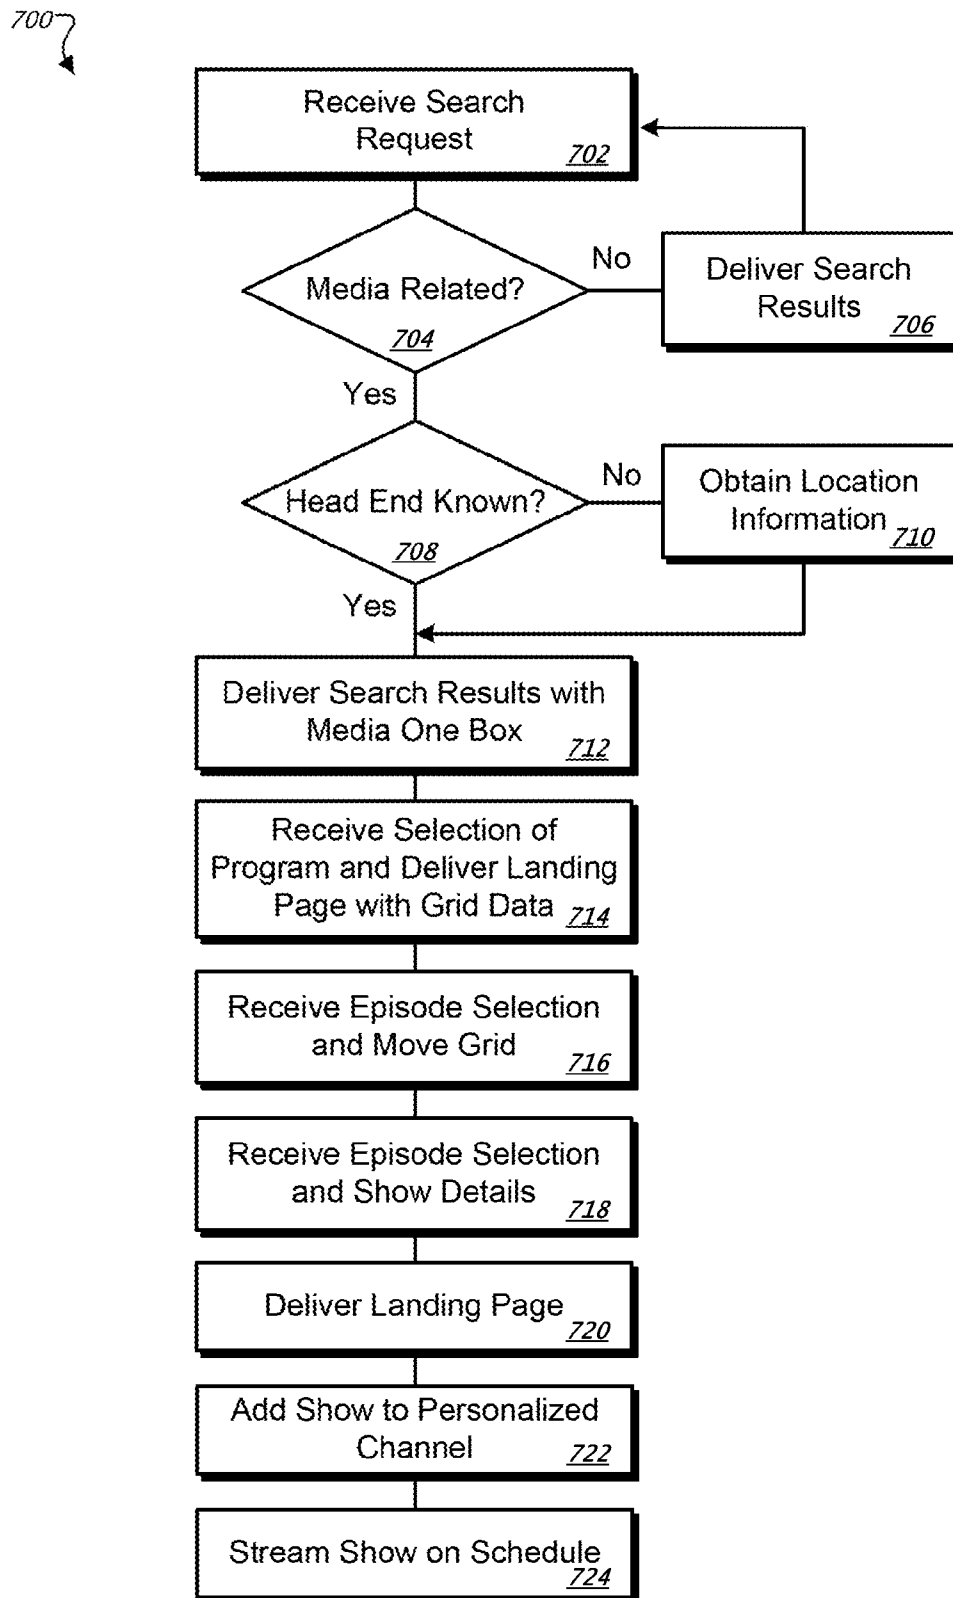 700
Receive Search
Request
702
Media Related?
704
No
Deliver Search
Results
706
Yes
Head End Known?
708
No
Obtain Location
Information
710
Yes
Deliver Search Results with
Media One Box
712
Receive Selection of
Program and Deliver Landing
Page with Grid Data
714
Receive Episode Selection
and Move Grid
716
Receive Episode Selection
and Show Details
718
Deliver Landing Page
720
Add Show to Personalized
Channel
722
Stream Show on Schedule
724